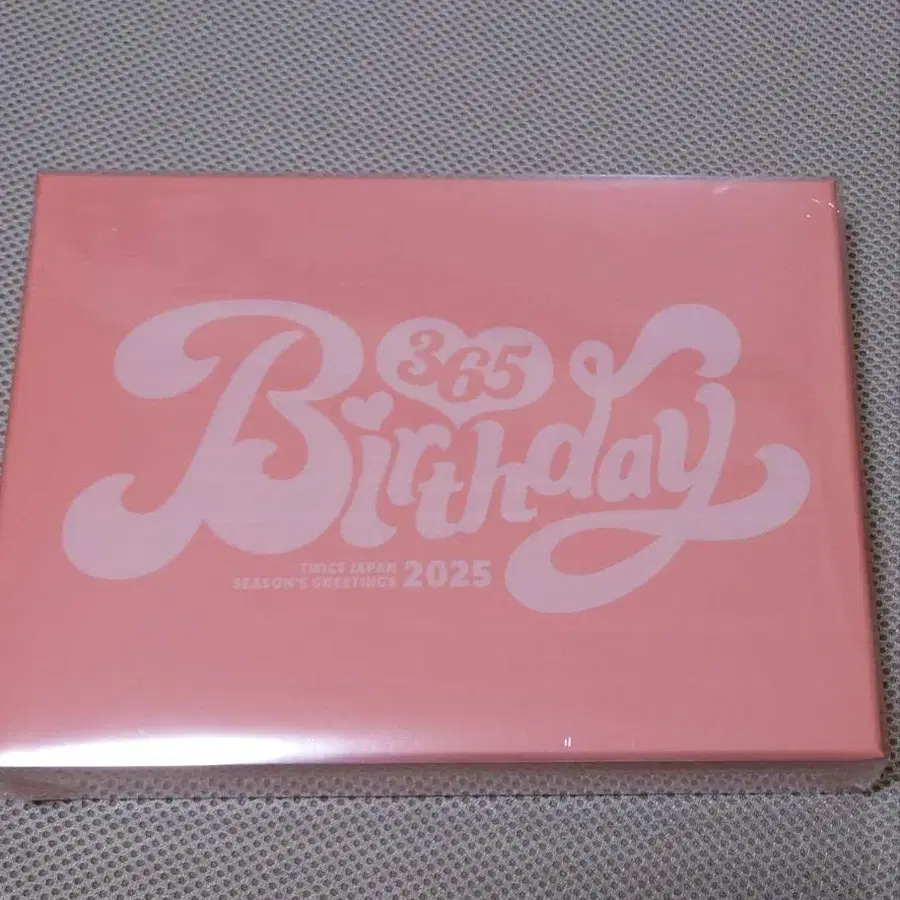 365
Birthday
TWICE JAPAN
SEASON'S GREETINGS 2025